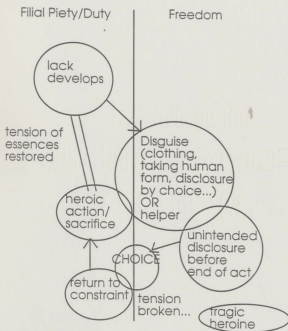 Filial Piety/Duty
Freedom
lack
develops
tension of
essences
restored
Disguise
(clothing,
taking human
form, disclosure
by choice...)
OR
helper
heroic
action/
sacrifice
unintended
disclosure
before
end of act
CHOICE
return to
constraint
tension
broken...
tragic
heroine